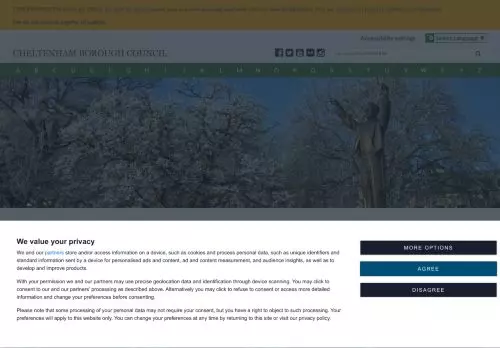 Accessibility settings
Select Language ▼
CHELTENHAM BOROUGH COUNCIL
A B C D E F G H I J K L M N O P Q R S T U V W X Y Z
We value your privacy
We and our partners store and/or access information on a device, such as cookies and process personal data, such as unique identifiers and
standard information sent by a device for personalised ads and content, ad and content measurement, and audience insights, as well as to
develop and improve products.
With your permission we and our partners may use precise geolocation data and identification through device scanning. You may click to
consent to our and our partners' processing as described above. Alternatively you may click to refuse to consent or access more detailed
information and change your preferences before consenting.
Please note that some processing of your personal data may not require your consent, but you have a right to object to such processing. Your
preferences will apply to this website only. You can change your preferences at any time by returning to this site or visit our privacy policy.
MORE OPTIONS
AGREE
DISAGREE